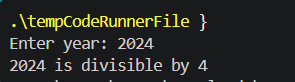 .\tempCodeRunnerFile }
Enter year: 2024
2024 is divisible by 4